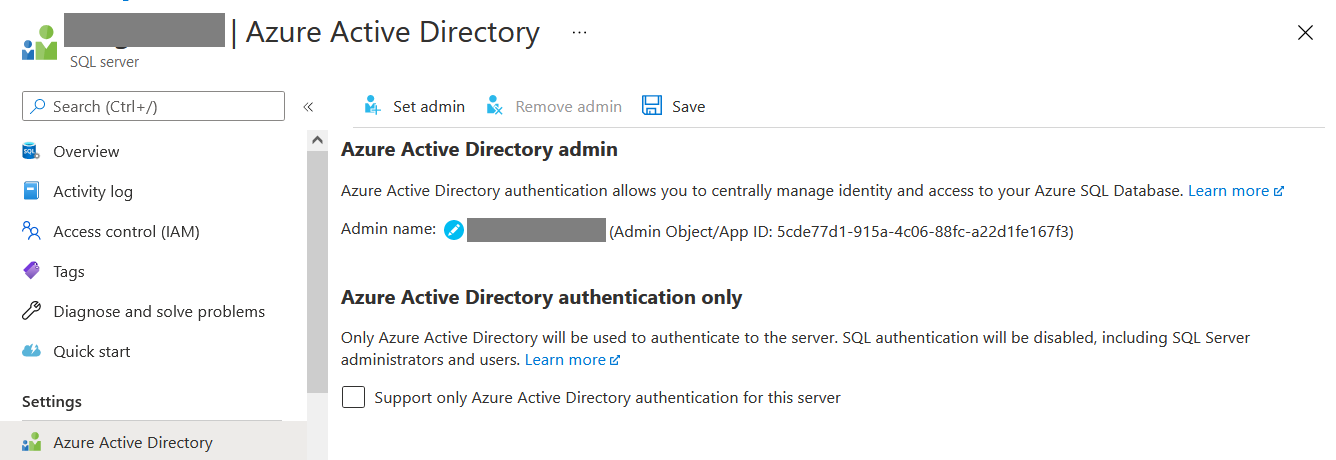 | Azure Active Directory ...
SQL server
Search (Ctrl+/)
«
Set admin
Remove admin
Save
Overview
Activity log
Access control (IAM)
Tags
Diagnose and solve problems
Quick start
Settings
Azure Active Directory
Azure Active Directory admin
Azure Active Directory authentication allows you to centrally manage identity and access to your Azure SQL Database. Learn more
Admin name: (Admin Object/App ID: 5cde77d1-915a-4c06-88fc-a22d1fe167f3)
Azure Active Directory authentication only
Only Azure Active Directory will be used to authenticate to the server. SQL authentication will be disabled, including SQL Server
administrators and users. Learn more
Support only Azure Active Directory authentication for this server